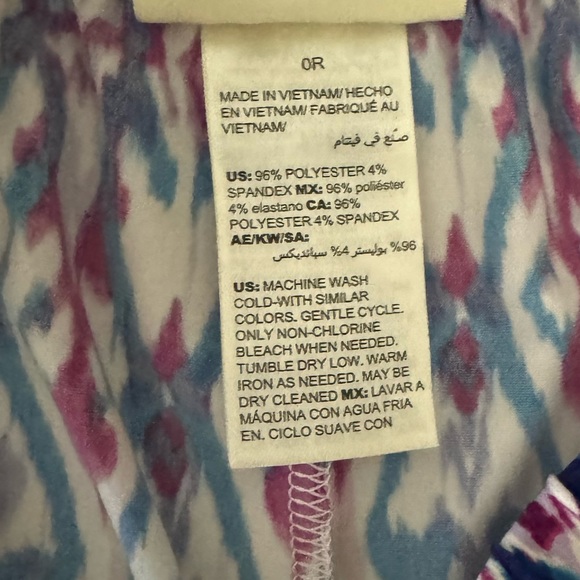 0R
MADE IN VIETNAM/ HECHO
EN VIETNAM/ FABRIQUÉ AU
VIETNAM/
صنّع في فيتنام
US: 96% POLYESTER 4%
SPANDEX MX: 96% poliéster
4% elastano CA: 96%
POLYESTER 4% SPANDEX
AE/KW/SA:
96% بوليستر 4% سبانديكس
US: MACHINE WASH
COLD-WITH SIMILAR
COLORS. GENTLE CYCLE.
ONLY NON-CHLORINE
BLEACH WHEN NEEDED.
TUMBLE DRY LOW. WARM
IRON AS NEEDED. MAY BE
DRY CLEANED MX: LAVAR A
MÁQUINA CON AGUA FRIA
EN. CICLO SUAVE CON